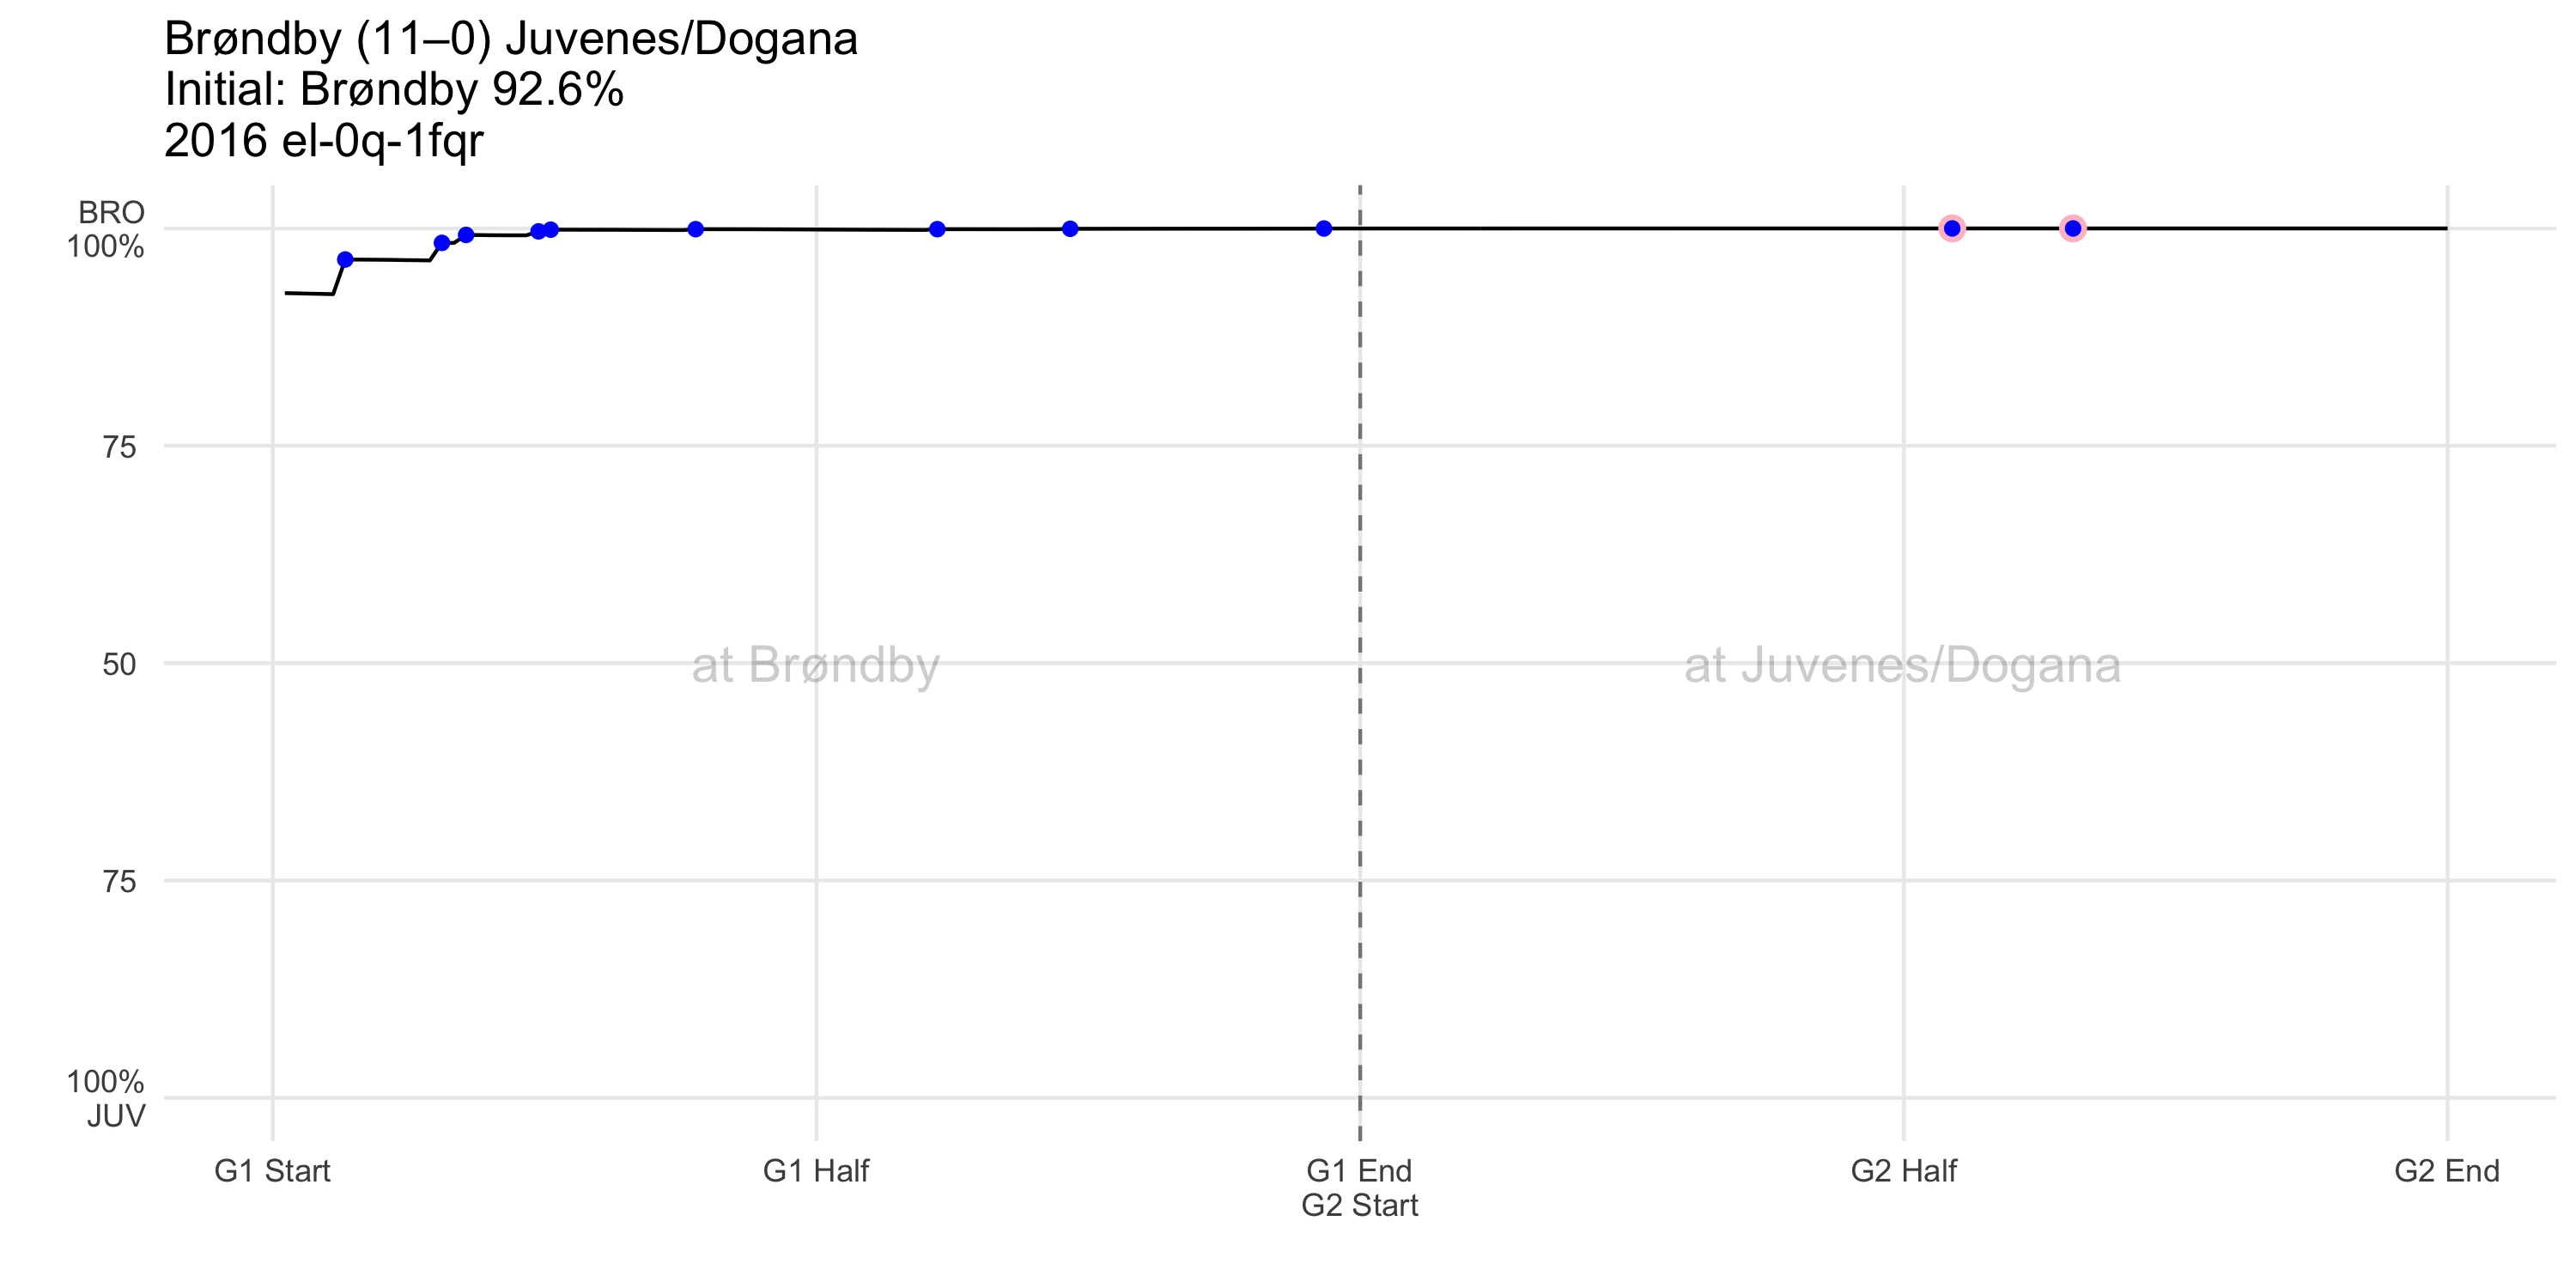 Brøndby (11–0) Juvenes/Dogana
Initial: Brøndby 92.6%
2016 el-0q-1fqr
BRO
100%
75
50
75
100%
JUV
at Brøndby
at Juvenes/Dogana
G1 Start
G1 Half
G1 End
G2 Start
G2 Half
G2 End